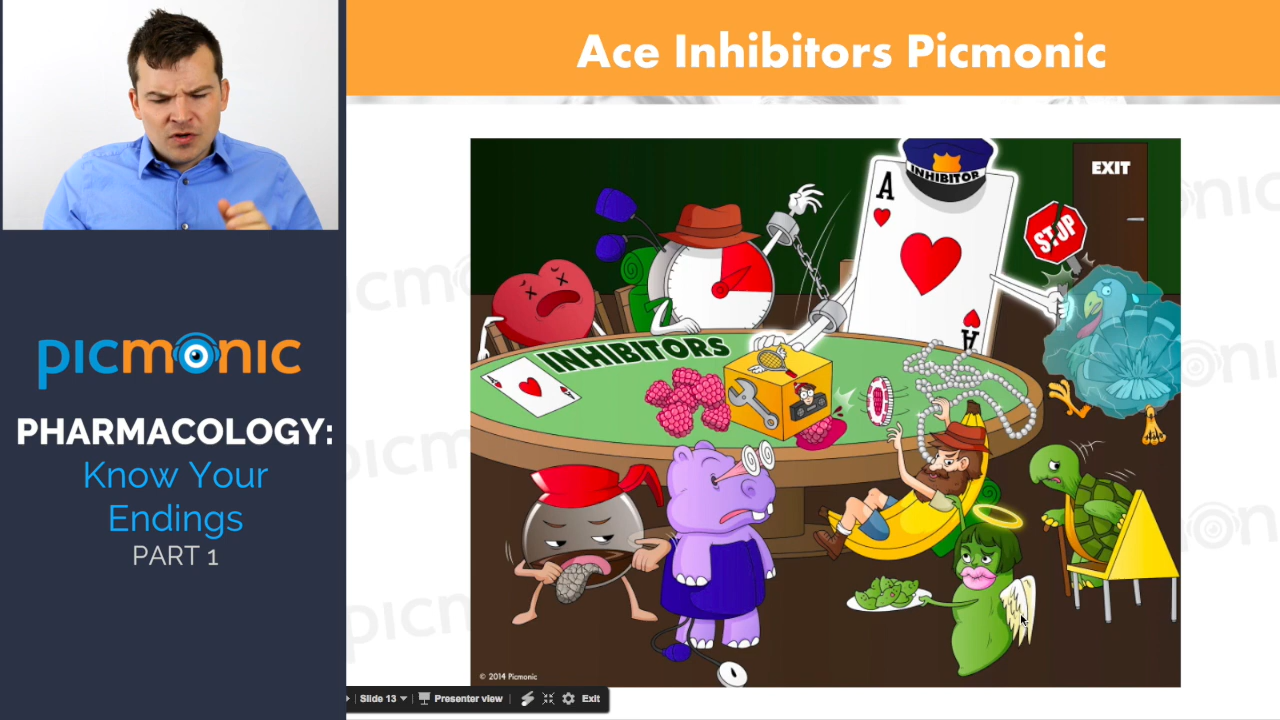 Ace Inhibitors Picmonic
picmonic
PHARMACOLOGY:
Know Your
Endings
PART 1
INHIBITOR
A
A
EXIT
STOP
INHIBITORS
© 2014 Picmonic
Slide 13
Presenter view
Exit